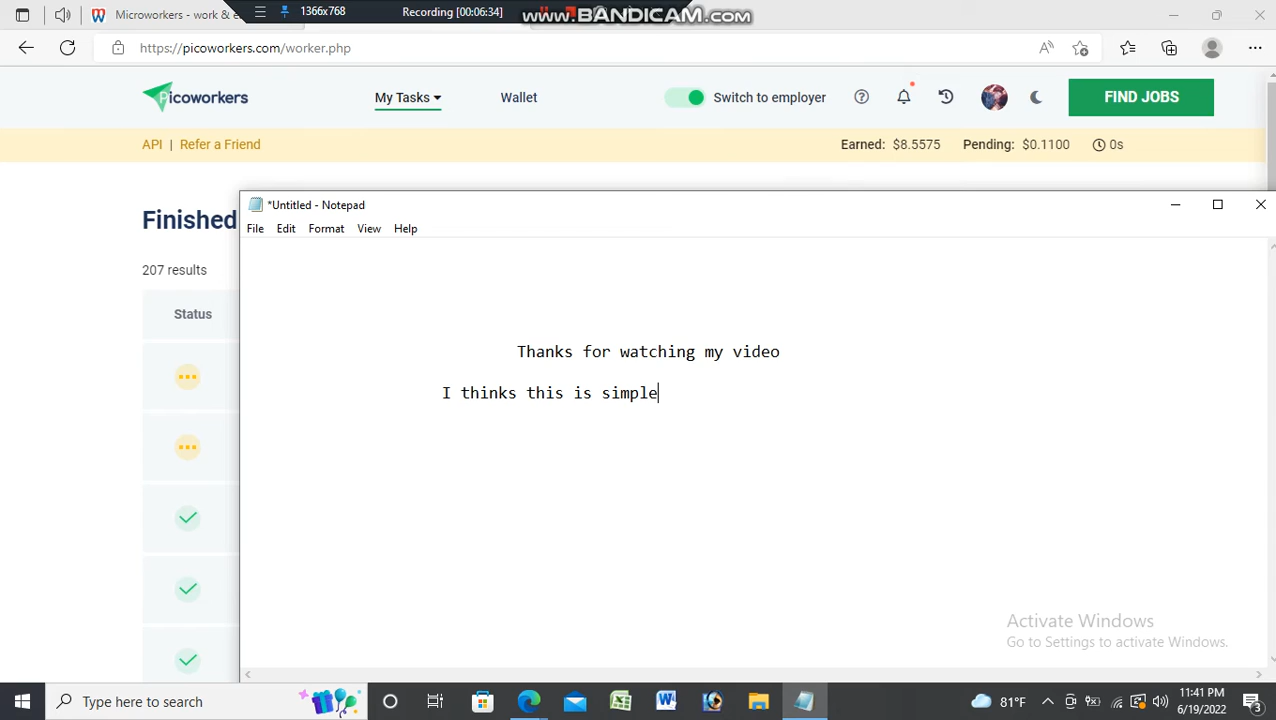 Microworkers - work & e
1366x768
Recording [00:06:34]
www.BANDICAM.com
https://picoworkers.com/worker.php
Picoworkers
My Tasks
Wallet
Switch to employer
FIND JOBS
API | Refer a Friend
Earned: $8.5575
Pending: $0.1100
0s
Finished
207 results
Status
*Untitled - Notepad
File Edit Format View Help
Thanks for watching my video
I thinks this is simple
Activate Windows
Go to Settings to activate Windows.
Type here to search
81°F
11:41 PM
6/19/2022
3